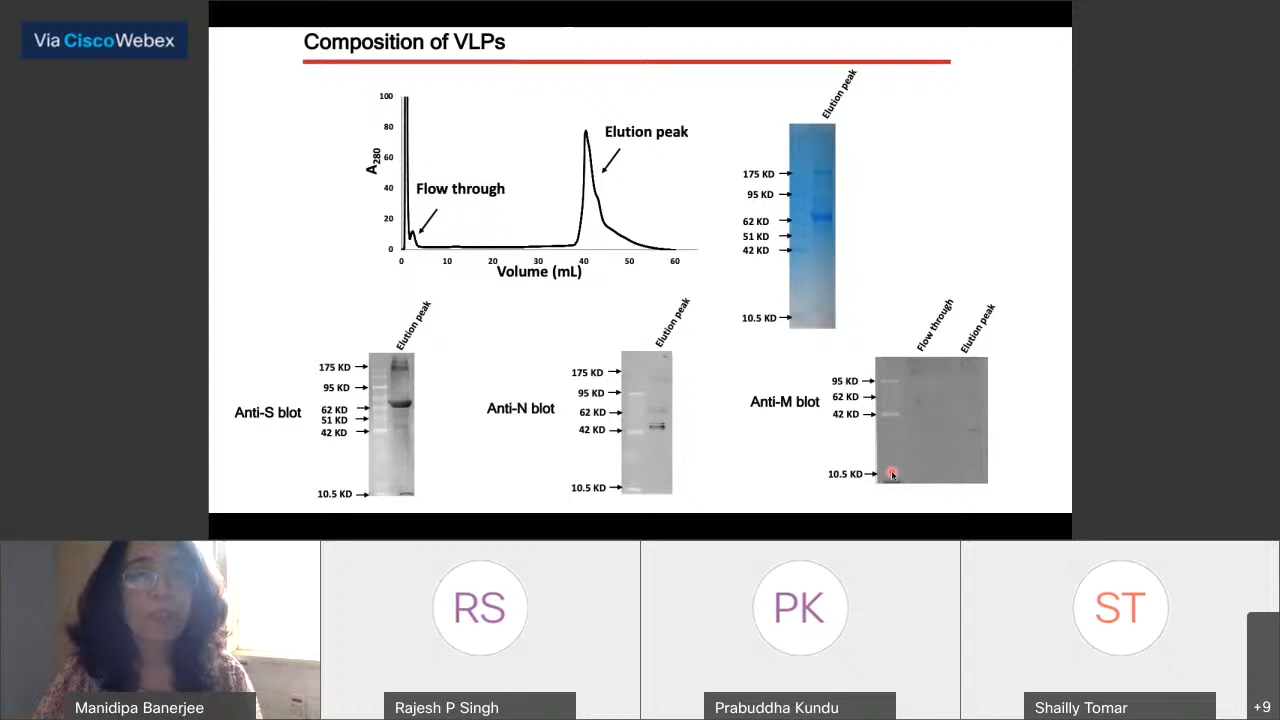 Via Cisco Webex
Composition of VLPs
100
80
60
40
20
0
A280
Flow through
Elution peak
0 10 20 30 40 50 60
Volume (mL)
Elution peak
175 KD
95 KD
62 KD
51 KD
42 KD
10.5 KD
Anti-S blot
Elution peak
175 KD
95 KD
62 KD
51 KD
42 KD
10.5 KD
Anti-N blot
Elution peak
175 KD
95 KD
62 KD
42 KD
10.5 KD
Anti-M blot
Flow through
Elution peak
95 KD
62 KD
42 KD
10.5 KD
RS
PK
ST
Manidipa Banerjee
Rajesh P Singh
Prabuddha Kundu
Shailly Tomar
+9